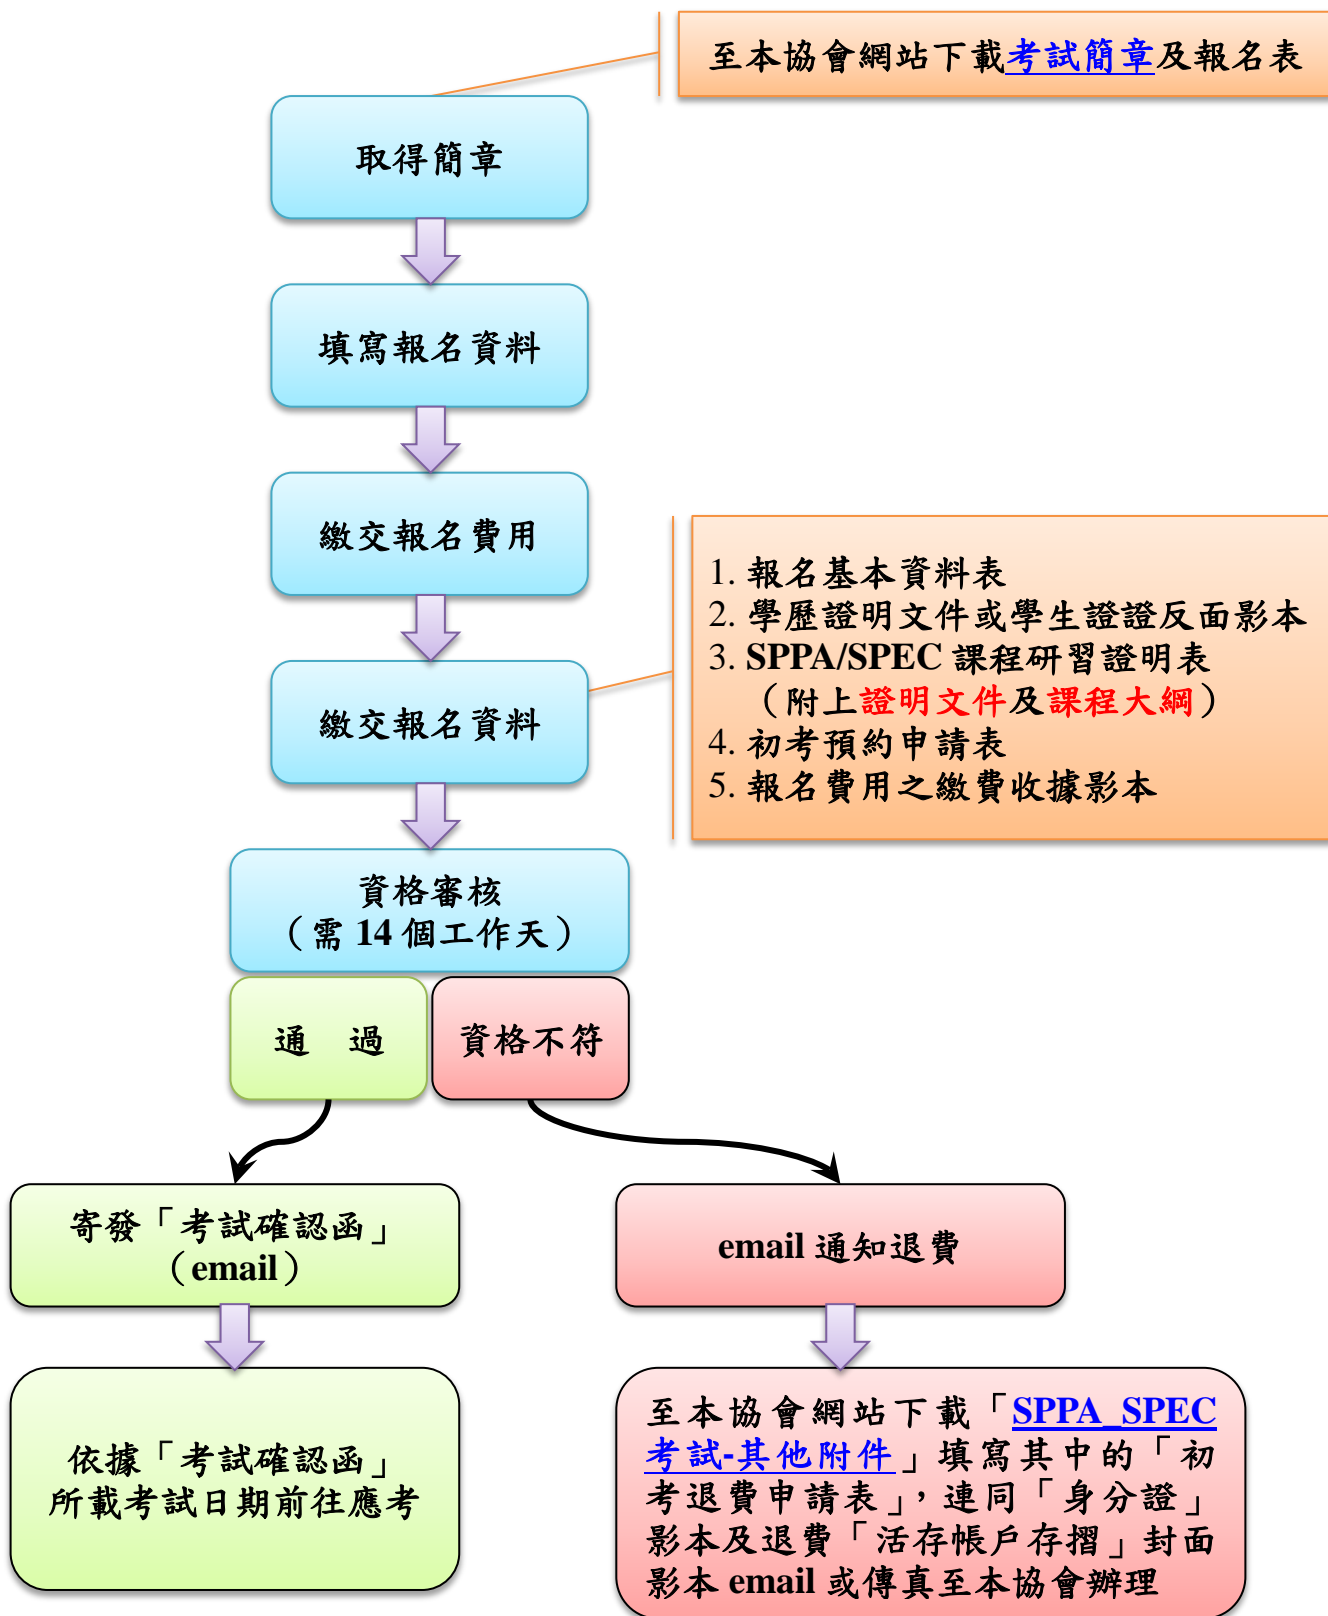 至本協會網站下載考試簡章及報名表
取得簡章
填寫報名資料
繳交報名費用
繳交報名資料
1. 報名基本資料表
2. 學歷證明文件或學生證證反面影本
3. SPPA/SPEC 課程研習證明表
（附上證明文件及課程大綱）
4. 初考預約申請表
5. 報名費用之繳費收據影本
資格審核
（需 14 個工作天）
通　過
資格不符
寄發「考試確認函」
（email）
email 通知退費
依據「考試確認函」
所載考試日期前往應考
至本協會網站下載「SPPA_SPEC
考試-其他附件」填寫其中的「初
考退費申請表」，連同「身分證」
影本及退費「活存帳戶存摺」封面
影本 email 或傳真至本協會辦理